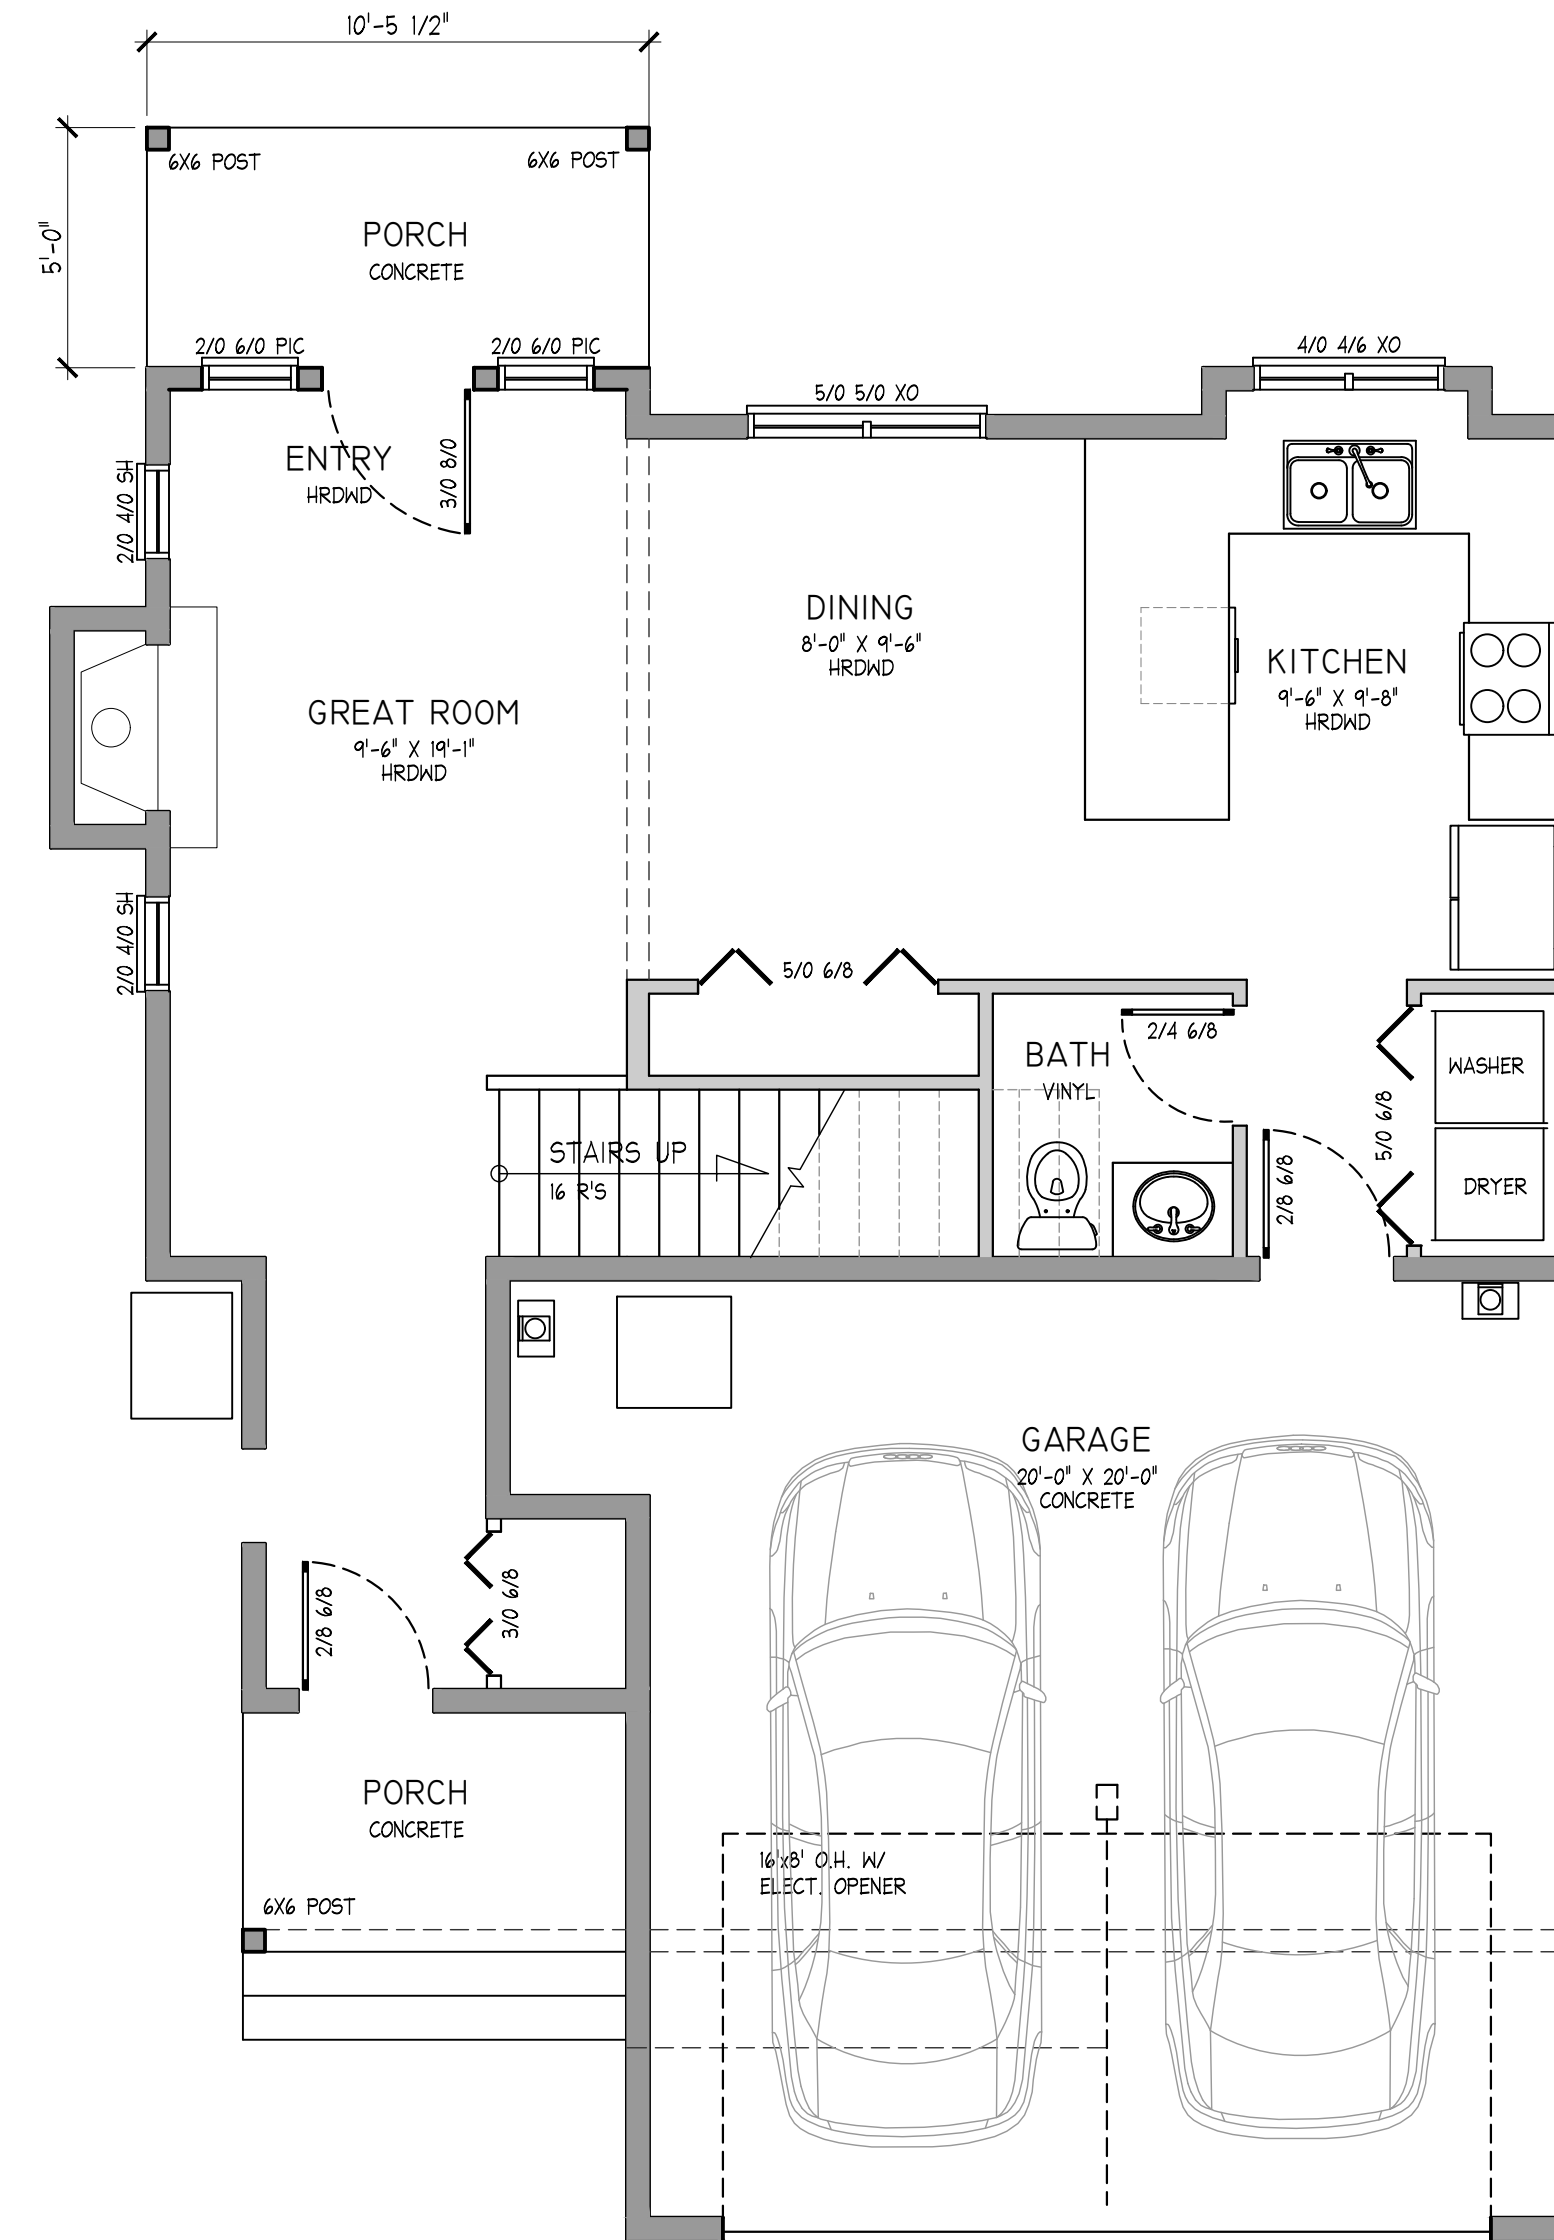 10'-5 1/2"
6X6 POST
6X6 POST
5'-0"
PORCH
CONCRETE
2/0 6/0 PIC
2/0 6/0 PIC
4/0 4/6 XO
5/0 5/0 XO
ENTRY
HRDWD
3/0 8/0
2/0 4/0 SH
DINING
8'-0" X 9'-6"
HRDWD
KITCHEN
9'-6" X 9'-8"
HRDWD
GREAT ROOM
9'-6" X 19'-1"
HRDWD
2/0 4/0 SH
5/0 6/8
2/4 6/8
BATH
VINYL
WASHER
5/0 6/8
STAIRS UP
16 R'S
2/8 6/8
DRYER
GARAGE
20'-0" X 20'-0"
CONCRETE
2/8 6/8
3/0 6/8
PORCH
CONCRETE
16'x8' O.H. W/
ELECT. OPENER
6X6 POST